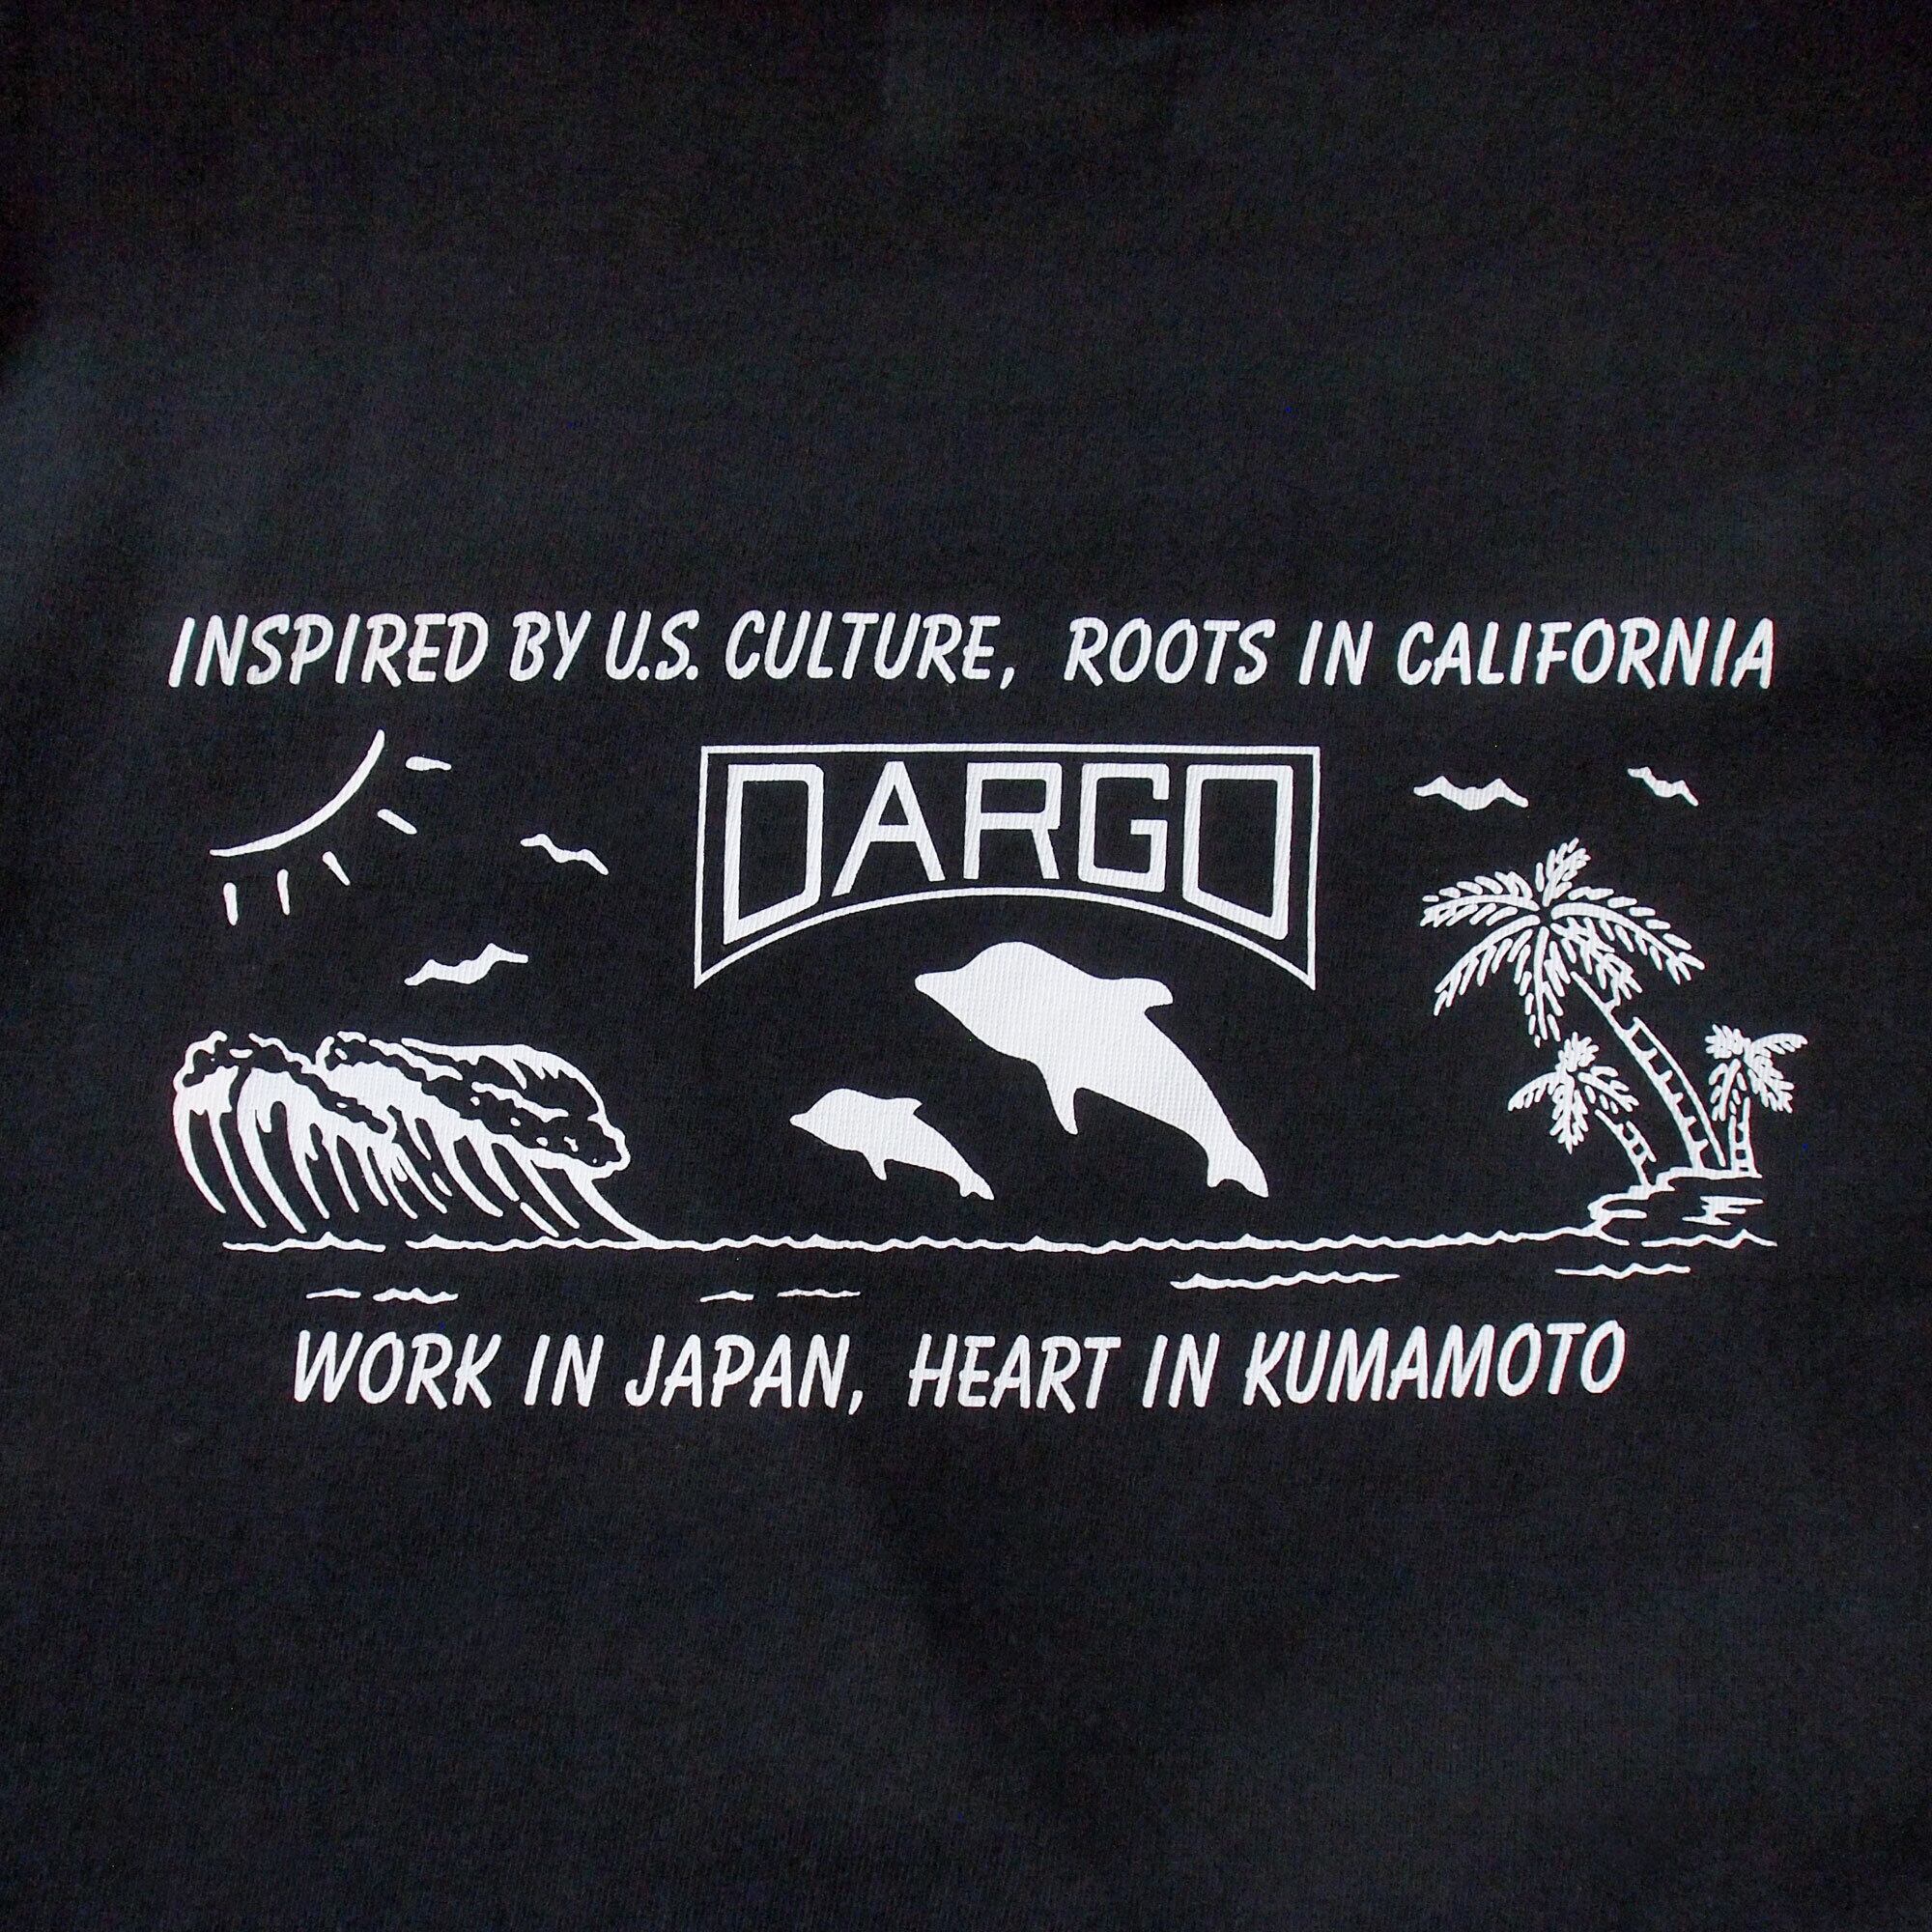 INSPIRED BY U.S. CULTURE, ROOTS IN CALIFORNIA
DARGO
WORK IN JAPAN, HEART IN KUMAMOTO